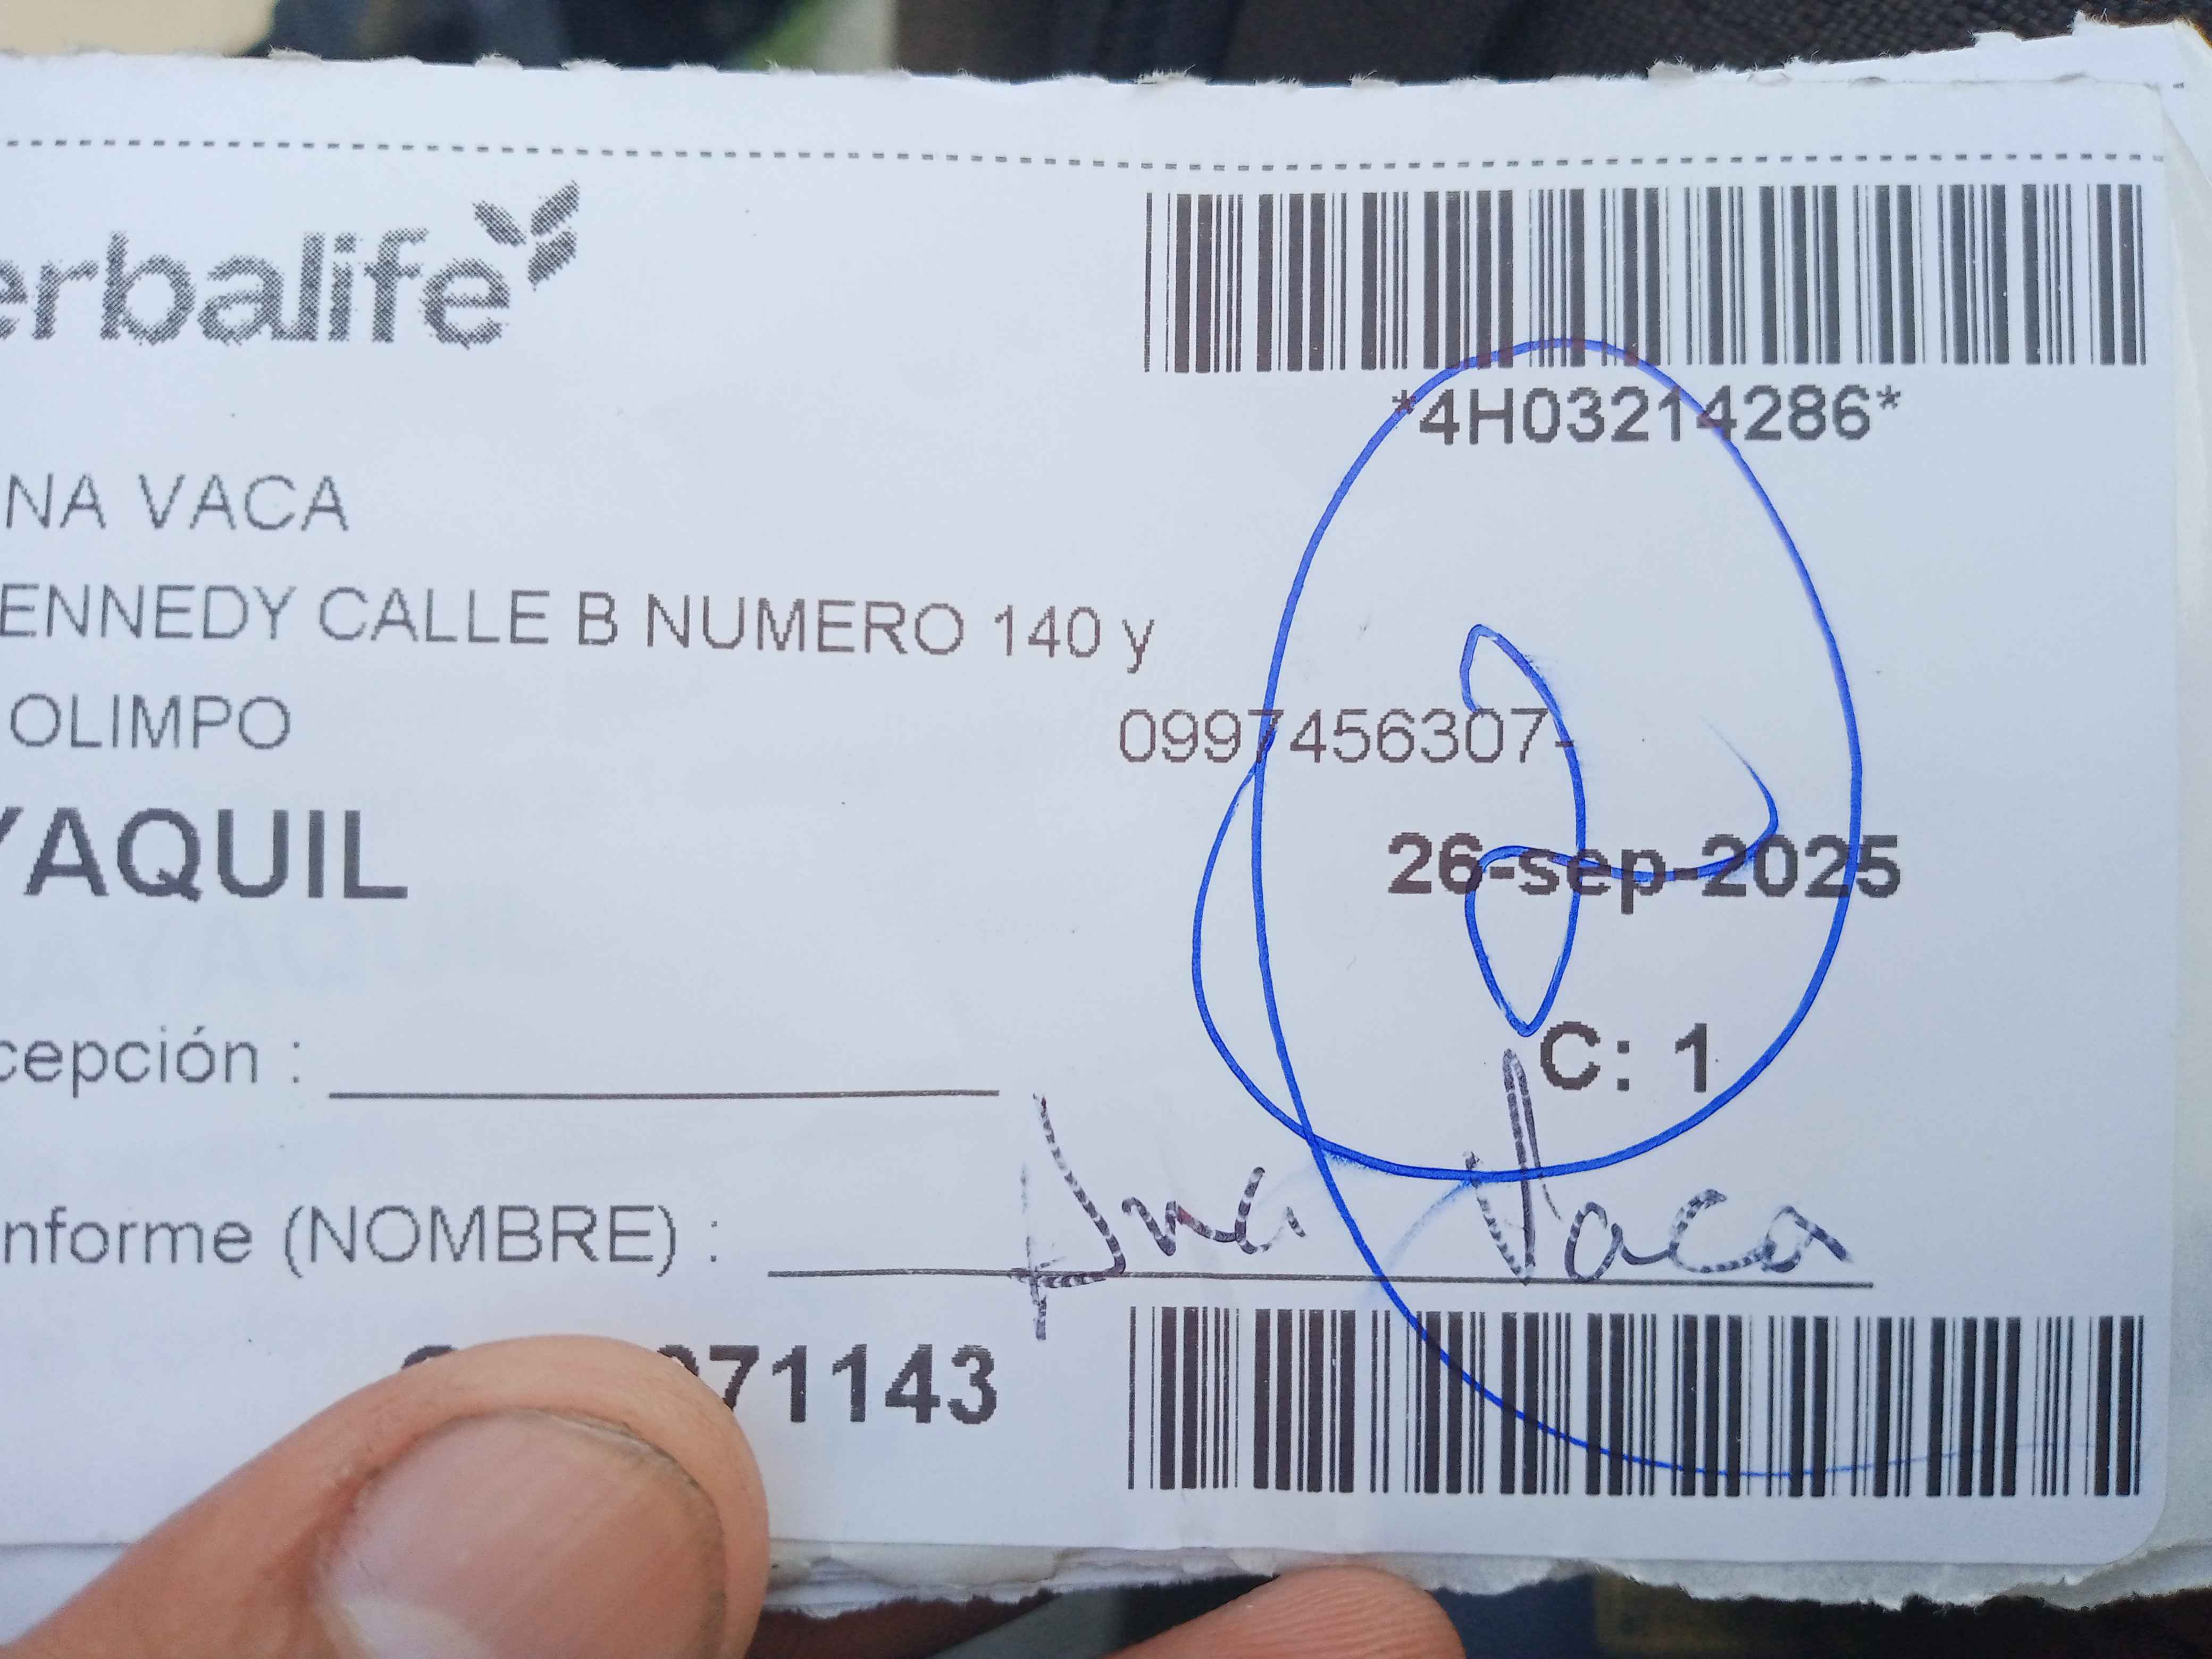 erbalife
*4H03214286*
NA VACA
ENNEDY CALLE B NUMERO 140 y
OLIMPO
0997456307-
YAQUIL
26-sep-2025
cepción :
C: 1
nforme (NOMBRE) : Ana Vaca
71143